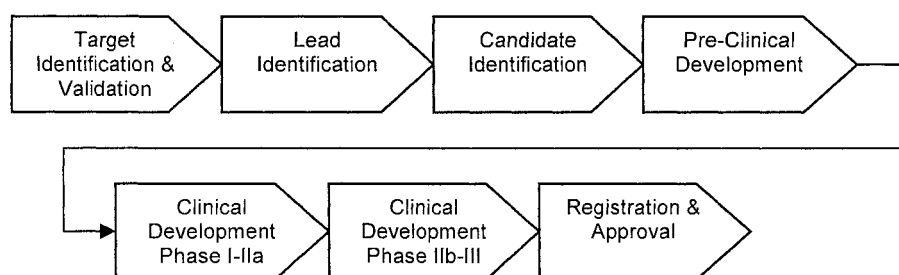 Target
Identification &
Validation
Lead
Identification
Candidate
Identification
Pre-Clinical
Development
Clinical
Development
Phase I-IIa
Clinical
Development
Phase IIb-III
Registration &
Approval